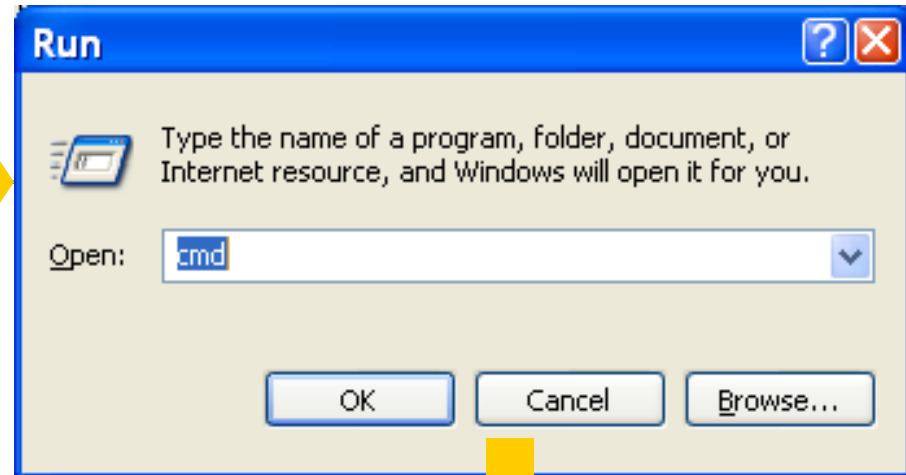 Run
Type the name of a program, folder, document, or
Internet resource, and Windows will open it for you.
Open: cmd
OK Cancel Browse...